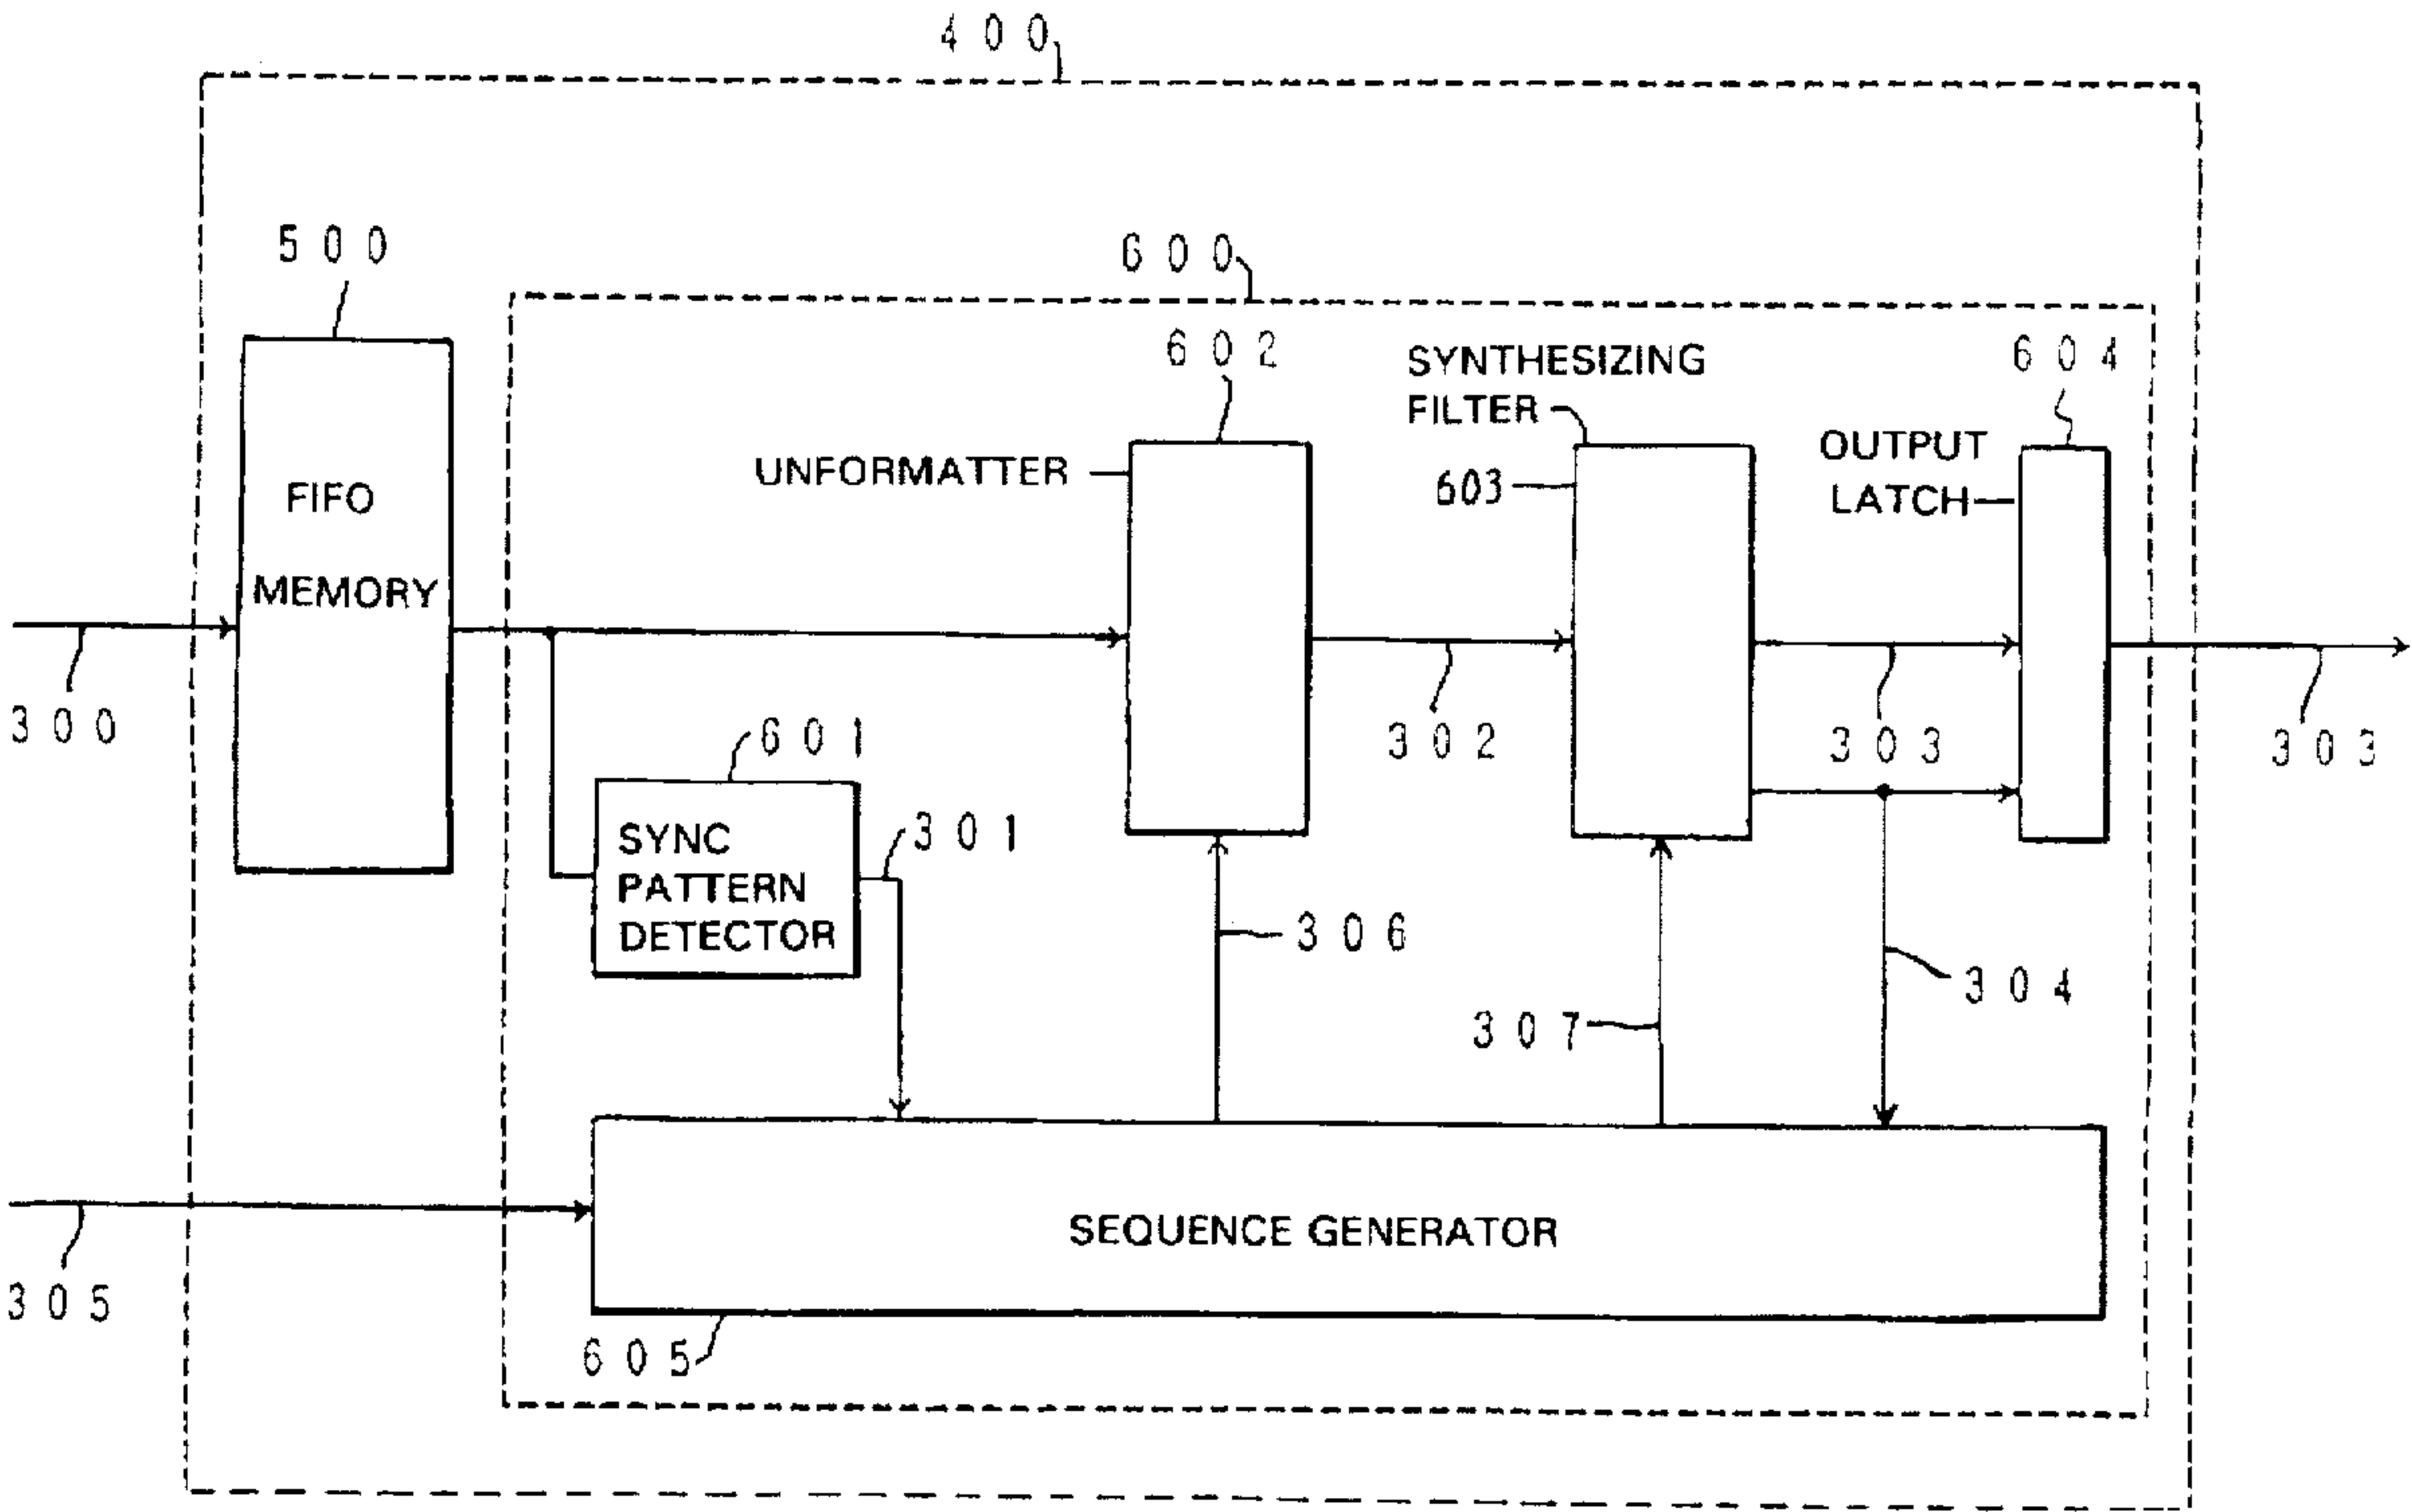 400
500
600
602
SYNTHESIZING
FILTER
604
UNFORMATTER
603
OUTPUT
LATCH
FIFO
MEMORY
300
601
302
303
303
SYNC
PATTERN
DETECTOR
301
306
304
307
305
SEQUENCE GENERATOR
605